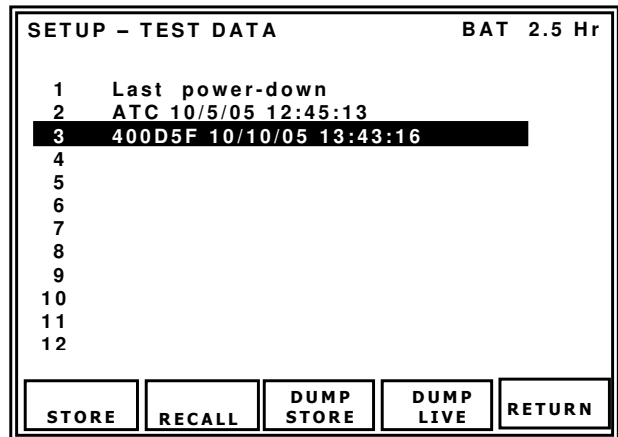 SETUP – TEST DATA BAT 2.5 Hr
1 Last power-down
2 ATC 10/5/05 12:45:13
3 400D5F 10/10/05 13:43:16
4
5
6
7
8
9
10
11
12
STORE
RECALL
DUMP
STORE
DUMP
LIVE
RETURN